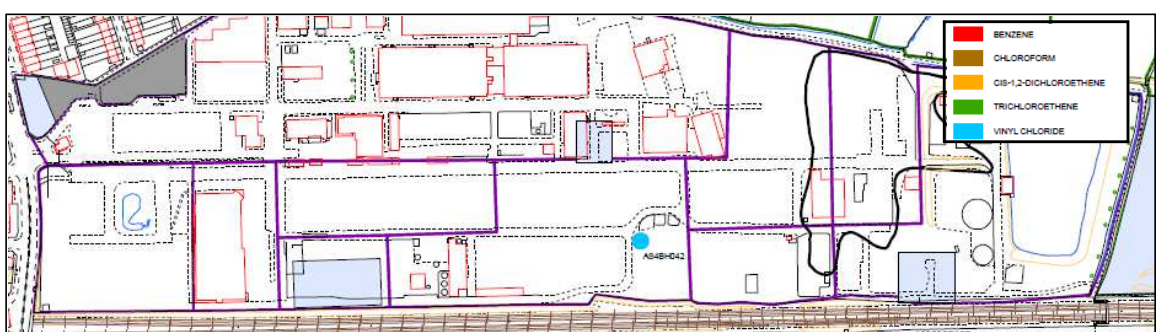 BENZENE
CHLOROFORM
CIS-1,2-DICHLOROETHENE
TRICHLOROETHENE
VINYL CHLORIDE
AS4BH042